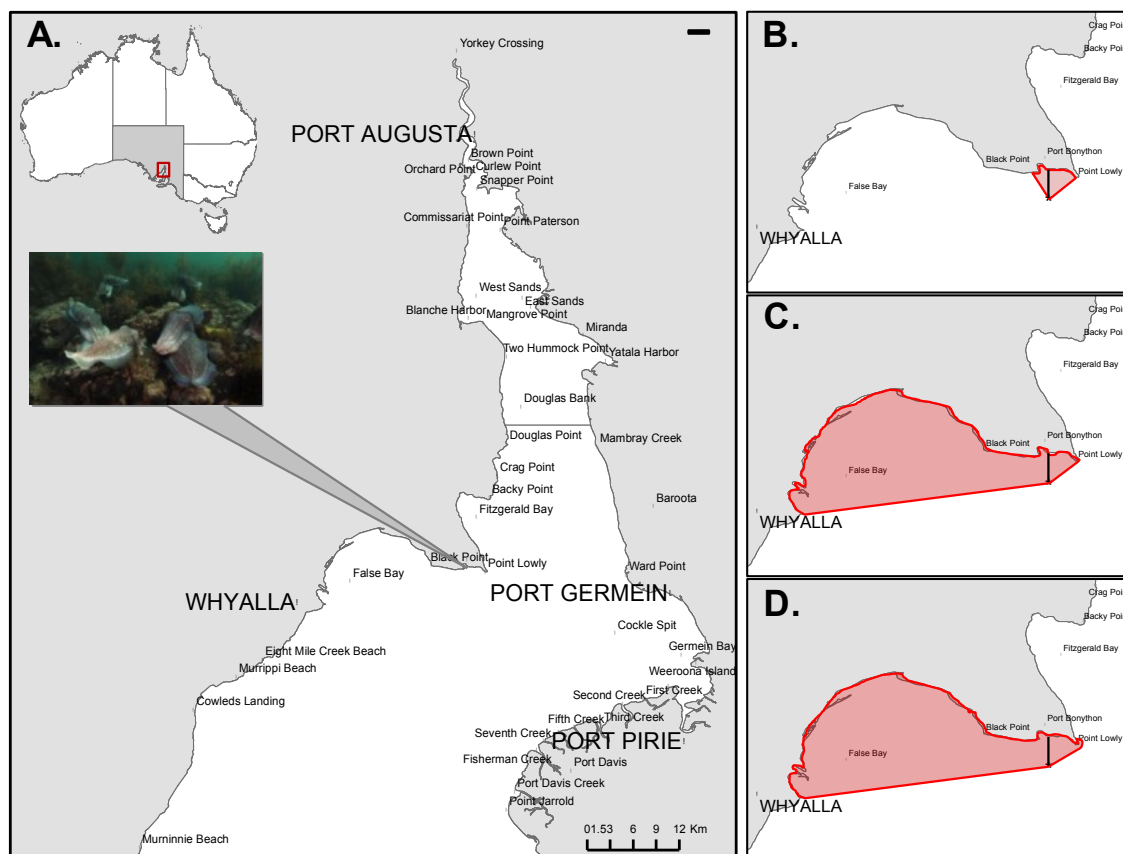 A.
Yorkey Crossing
PORT AUGUSTA
Brown Point
Orchard Point
Curlew Point
Snapper Point
Commissariat Point
Point Paterson
West Sands
East Sands
Blanche Harbor
Mangrove Point
Miranda
Two Hummock Point
Yatala Harbor
Douglas Bank
Douglas Point
Mambray Creek
Crag Point
Backy Point
Baroota
Fitzgerald Bay
Black Point
Point Lowly
Ward Point
False Bay
PORT GERMEIN
WHYALLA
Cockle Spit
Eight Mile Creek Beach
Germein Bay
Murrippi Beach
Weeroona Island
First Creek
Second Creek
Cowleds Landing
Fifth Creek
Third Creek
Seventh Creek
PORT PIRIE
Fisherman Creek
Port Davis
Port Davis Creek
Point Jarrold
Murninnie Beach
01.53 6 9 12 Km
B.
Crag Poin
Backy Poin
Fitzgerald Bay
Port Bonython
Black Point
Point Lowly
False Bay
WHYALLA
C.
Crag Poin
Backy Poin
Fitzgerald Bay
Port Bonython
Black Point
Point Lowly
False Bay
WHYALLA
D.
Crag Poin
Backy Poin
Fitzgerald Bay
Port Bonython
Black Point
Point Lowly
False Bay
WHYALLA